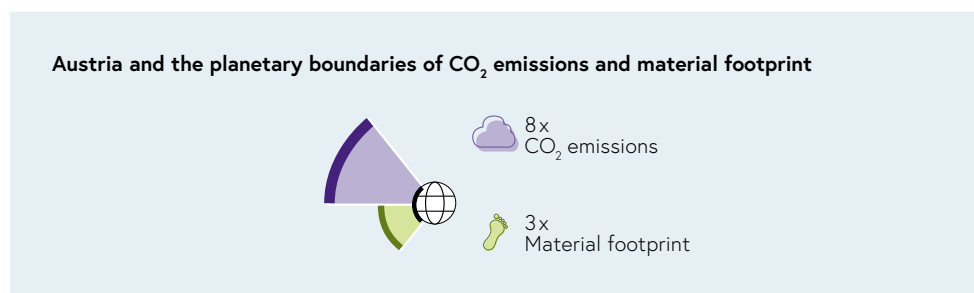 Austria and the planetary boundaries of CO₂ emissions and material footprint
8x
CO₂ emissions
3x
Material footprint